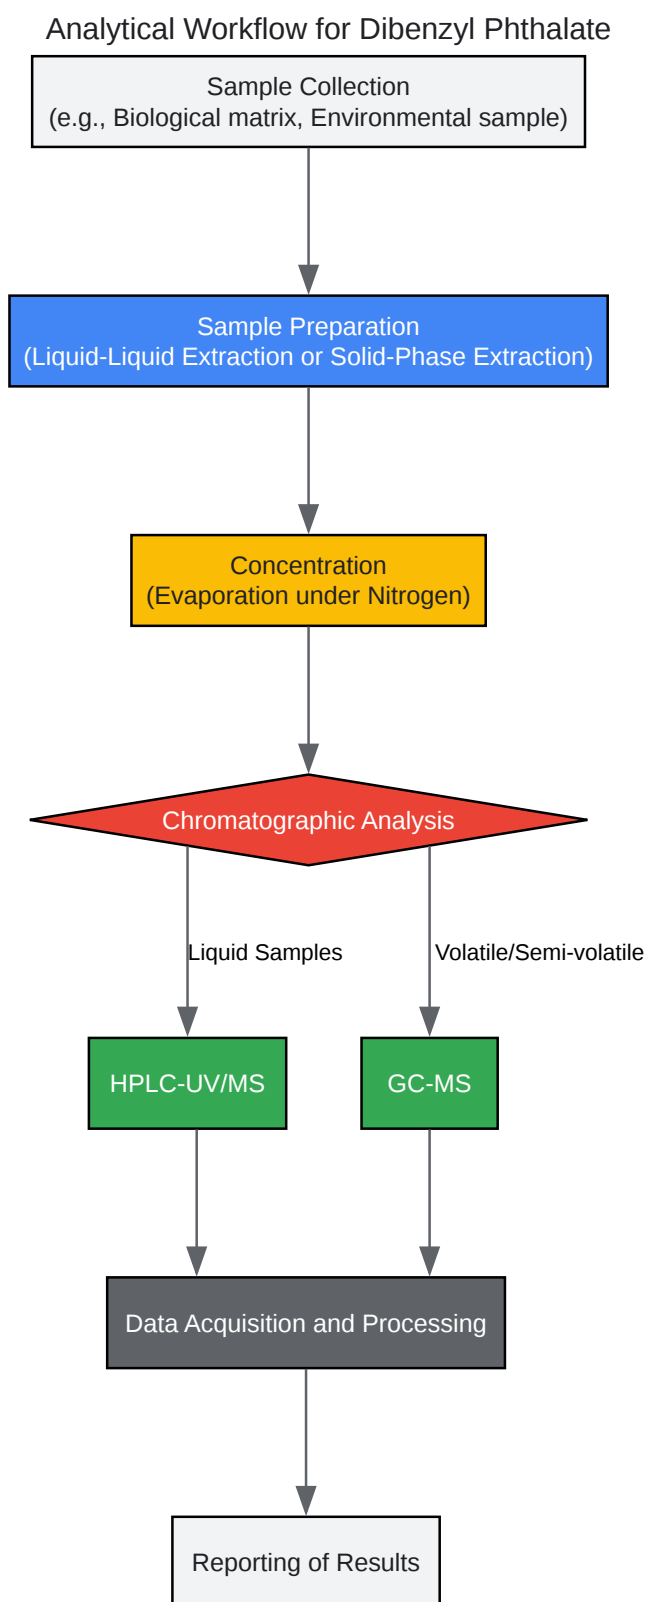 Analytical Workflow for Dibenzyl Phthalate
Sample Collection
(e.g., Biological matrix, Environmental sample)
Sample Preparation
(Liquid-Liquid Extraction or Solid-Phase Extraction)
Concentration
(Evaporation under Nitrogen)
Chromatographic Analysis
Liquid Samples
Volatile/Semi-volatile
HPLC-UV/MS
GC-MS
Data Acquisition and Processing
Reporting of Results